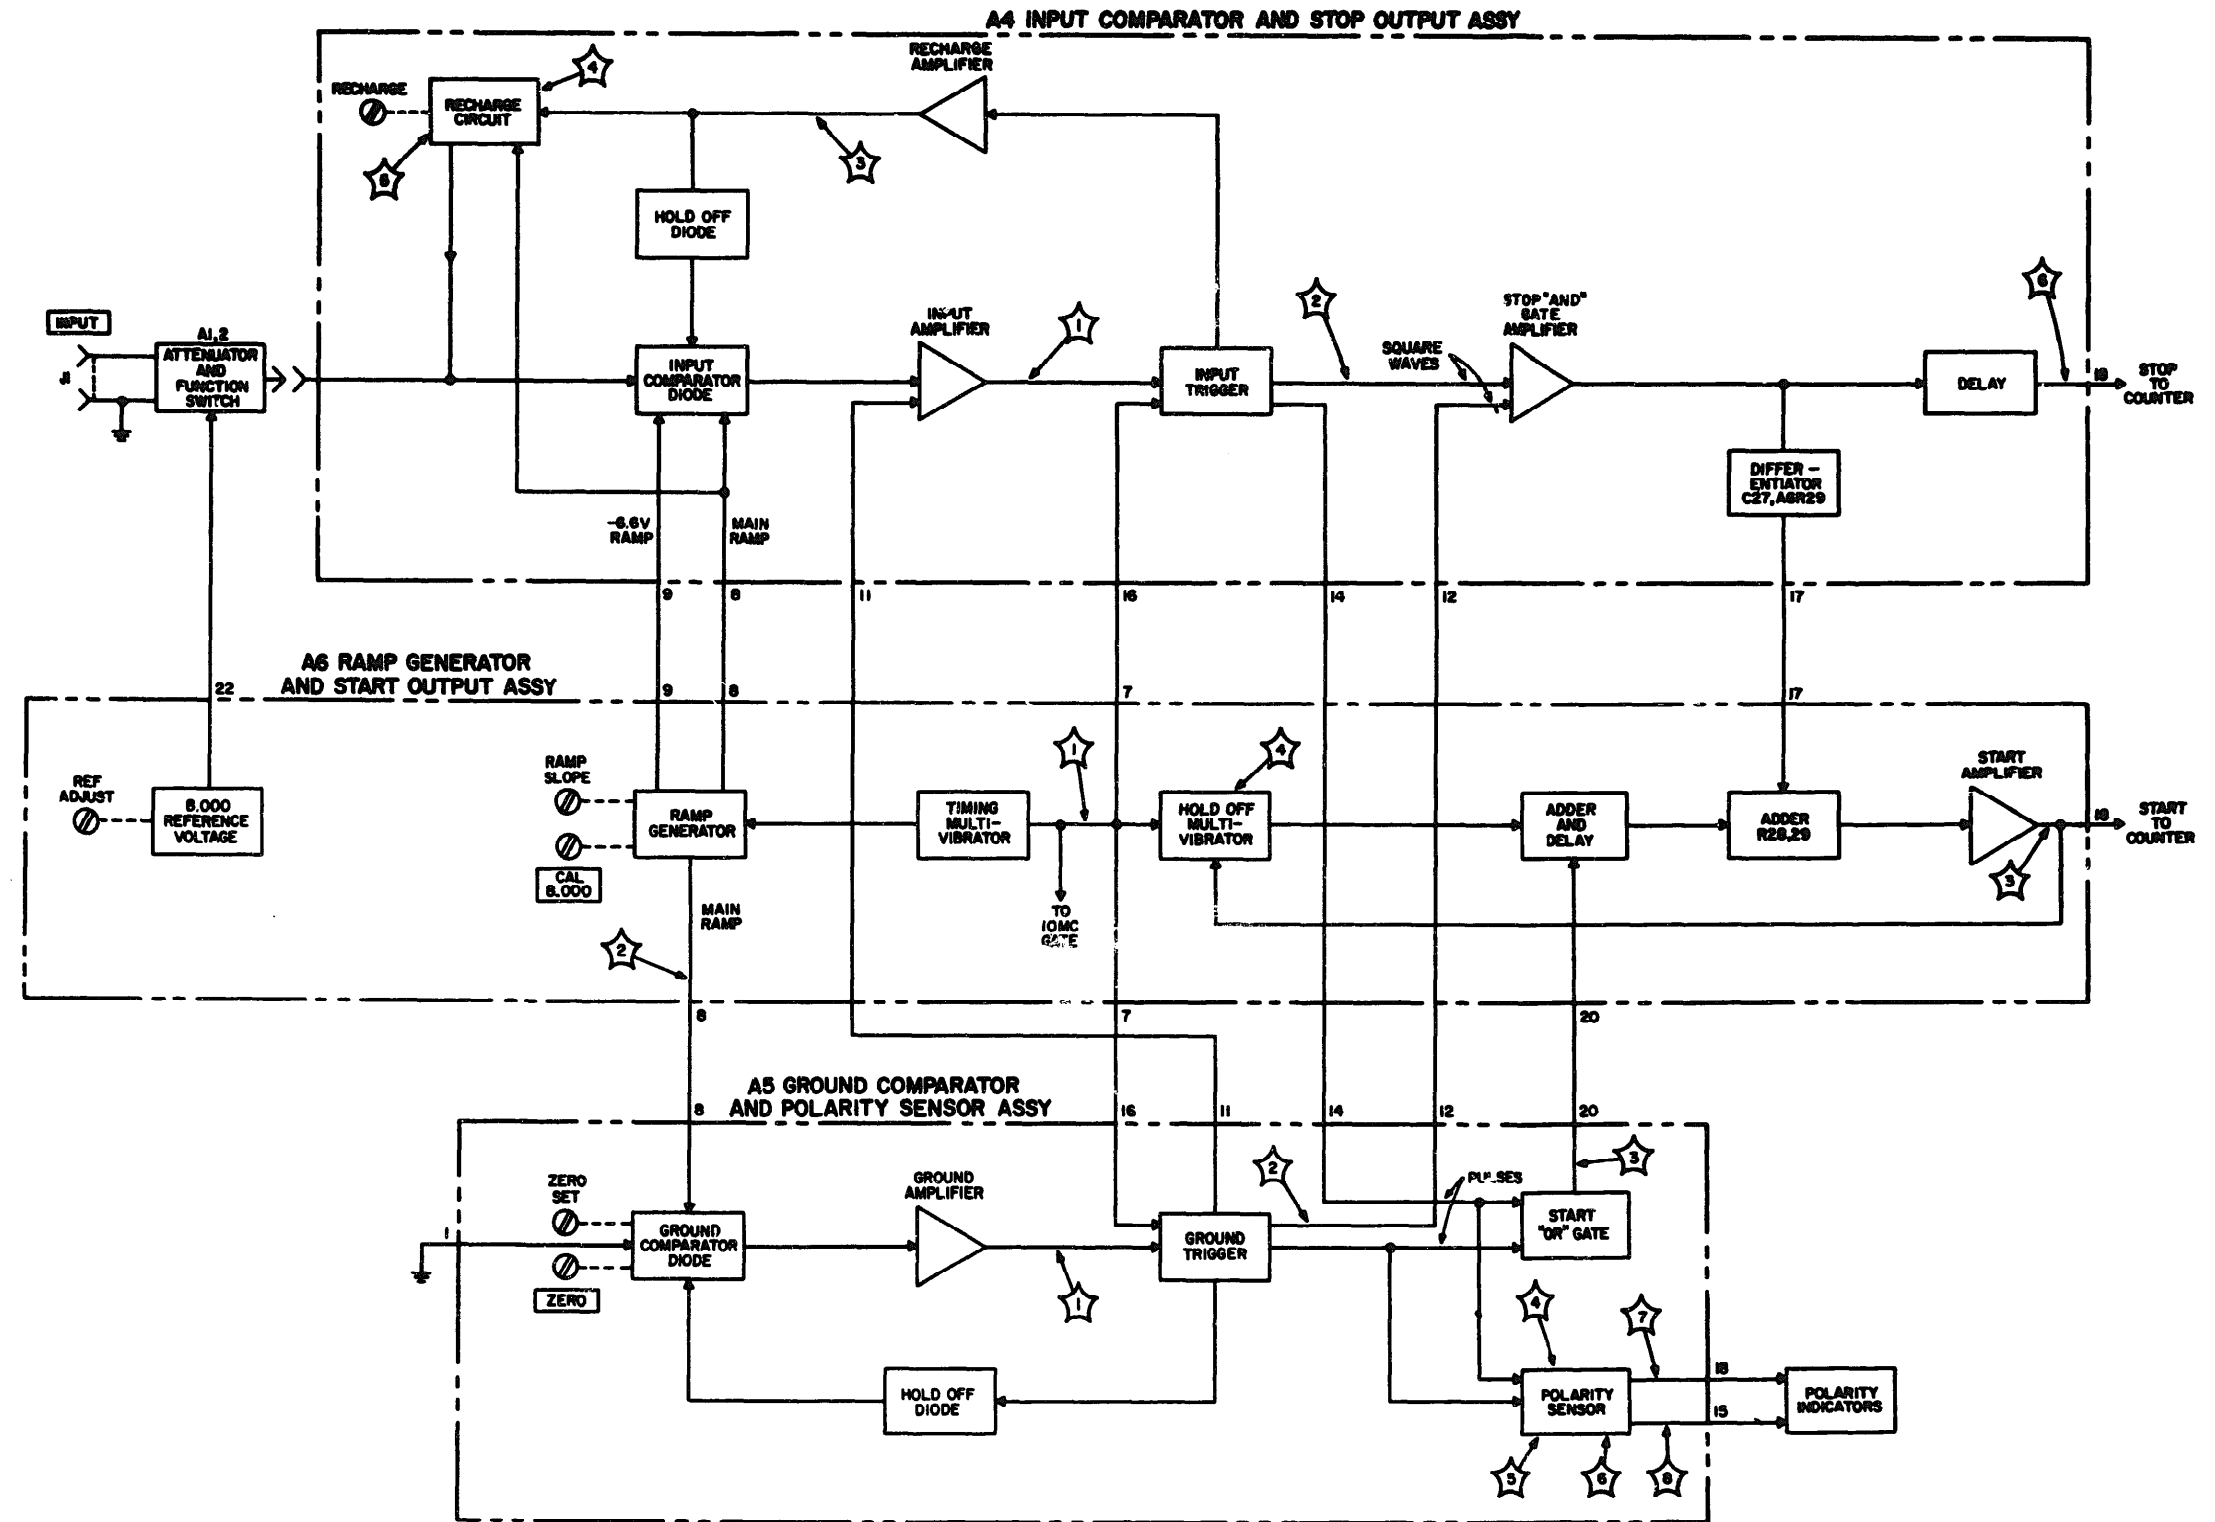 A4 INPUT COMPARATOR AND STOP OUTPUT ASSY
RECHARGE
RECHARGE
CIRCUIT
4
5
RECHARGE
AMPLIFIER
3
HOLD OFF
DIODE
INPUT
A1,2
ATTENUATOR
AND
FUNCTION
SWITCH
INPUT
COMPARATOR
DIODE
INPUT
AMPLIFIER
1
INPUT
TRIGGER
2
SQUARE
WAVES
STOP "AND"
GATE
AMPLIFIER
DELAY
6
STOP
TO
COUNTER
DIFFER-
ENTIATOR
C27, A6R29
-6.6V
RAMP
MAIN
RAMP
9
8
11
16
14
12
17
A6 RAMP GENERATOR
AND START OUTPUT ASSY
22
9
8
7
17
REF
ADJUST
8.000
REFERENCE
VOLTAGE
RAMP
SLOPE
CAL
8.000
RAMP
GENERATOR
TIMING
MULTI-
VIBRATOR
1
TO
10MC
GATE
HOLD OFF
MULTI-
VIBRATOR
4
ADDER
AND
DELAY
ADDER
R28,29
START
AMPLIFIER
3
START
TO
COUNTER
MAIN
RAMP
2
8
7
20
A5 GROUND COMPARATOR
AND POLARITY SENSOR ASSY
8
16
11
14
12
20
ZERO
SET
ZERO
1
GROUND
COMPARATOR
DIODE
GROUND
AMPLIFIER
1
GROUND
TRIGGER
2
PULSES
START
"OR" GATE
3
HOLD OFF
DIODE
POLARITY
SENSOR
4
7
5
6
8
18
15
POLARITY
INDICATORS